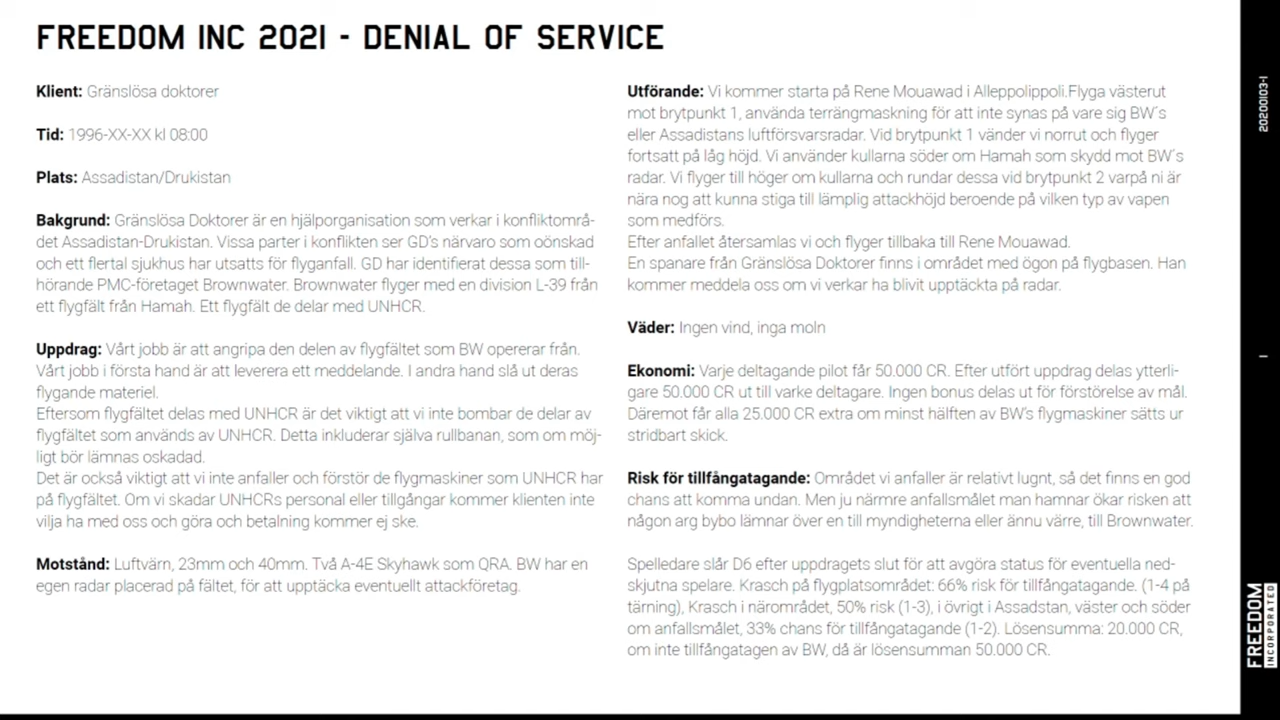 FREEDOM INC 2021 - DENIAL OF SERVICE
Klient: Gränslösa doktorer
Tid: 1996-XX-XX kl 08:00
Plats: Assadistan/Drukistan
Bakgrund: Gränslösa Doktorer är en hjälporganisation som verkar i konfliktområ-
det Assadistan-Drukistan. Vissa parter i konflikten ser GD's närvaro som oönskad
och ett flertal sjukhus har utsatts för flyganfall. GD har identifierat dessa som till-
hörande PMC-företaget Brownwater. Brownwater flyger med en division L-39 från
ett flygfält från Hamah. Ett flygfält de delar med UNHCR.
Uppdrag: Vårt jobb är att angripa den delen av flygfältet som BW opererar från.
Vårt jobb i första hand är att leverera ett meddelande. I andra hand slå ut deras
flygande materiel.
Eftersom flygfältet delas med UNHCR är det viktigt att vi inte bombar de delar av
flygfältet som används av UNHCR. Detta inkluderar själva rullbanan, som om möj-
ligt bör lämnas oskadad.
Det är också viktigt att vi inte anfaller och förstör de flygmaskiner som UNHCR har
på flygfältet. Om vi skadar UNHCRs personal eller tillgångar kommer klienten inte
vilja ha med oss och göra och betalning kommer ej ske.
Motstånd: Luftvärn, 23mm och 40mm. Två A-4E Skyhawk som QRA. BW har en
egen radar placerad på fältet, för att upptäcka eventuellt attackföretag.
Utförande: Vi kommer starta på Rene Mouawad i Alleppolippoli.Flyga västerut
mot brytpunkt 1, använda terrängmaskning för att inte synas på vare sig BW´s
eller Assadistans luftförsvarsradar. Vid brytpunkt 1 vänder vi norrut och flyger
fortsatt på låg höjd. Vi använder kullarna söder om Hamah som skydd mot BW´s
radar. Vi flyger till höger om kullarna och rundar dessa vid brytpunkt 2 varpå ni är
nära nog att kunna stiga till lämplig attackhöjd beroende på vilken typ av vapen
som medförs.
Efter anfallet återsamlas vi och flyger tillbaka till Rene Mouawad.
En spanare från Gränslösa Doktorer finns i området med ögon på flygbasen. Han
kommer meddela oss om vi verkar ha blivit upptäckta på radar.
Väder: Ingen vind, inga moln
Ekonomi: Varje deltagande pilot får 50.000 CR. Efter utfört uppdrag delas ytterli-
gare 50.000 CR ut till varke deltagare. Ingen bonus delas ut för förstörelse av mål.
Däremot får alla 25.000 CR extra om minst hälften av BW's flygmaskiner sätts ur
stridbart skick.
Risk för tillfångatagande: Området vi anfaller är relativt lugnt, så det finns en god
chans att komma undan. Men ju närmre anfallsmålet man hamnar ökar risken att
någon arg bybo lämnar över en till myndigheterna eller ännu värre, till Brownwater.
Spelledare slår D6 efter uppdragets slut för att avgöra status för eventuella ned-
skjutna spelare. Krasch på flygplatsområdet: 66% risk för tillfångatagande. (1-4 på
tärning), Krasch i närområdet, 50% risk (1-3), i övrigt i Assadstan, väster och söder
om anfallsmålet, 33% chans för tillfångatagande (1-2). Lösensumma: 20.000 CR,
om inte tillfångatagen av BW, då är lösensumman 50.000 CR.
20200103-1
1
FREEDOM
INCORPORATED